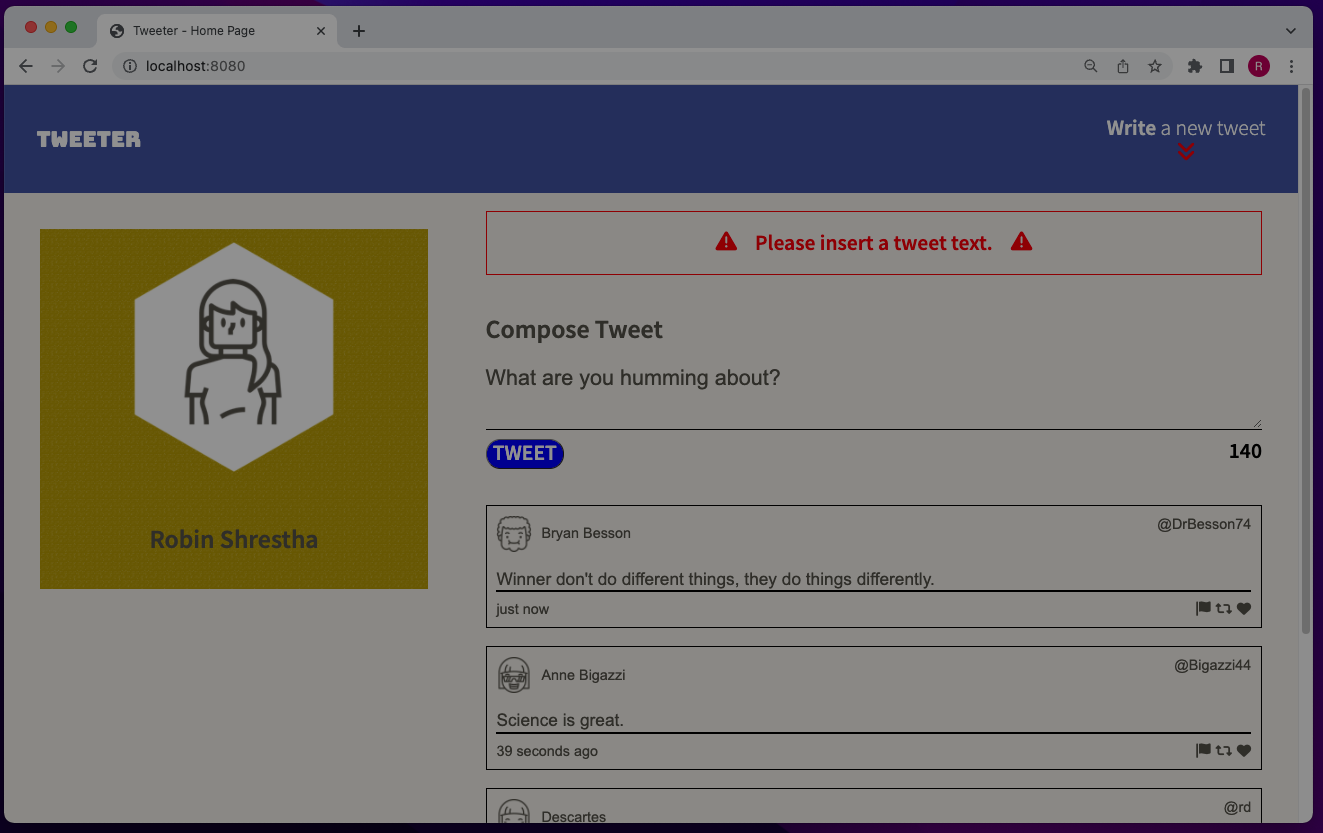 Tweeter - Home Page
localhost:8080
R
TWEETER
Write a new tweet
Please insert a tweet text.
Robin Shrestha
Compose Tweet
What are you humming about?
TWEET
140
Bryan Besson
@DrBesson74
Winner don't do different things, they do things differently.
just now
Anne Bigazzi
@Bigazzi44
Science is great.
39 seconds ago
Descartes
@rd